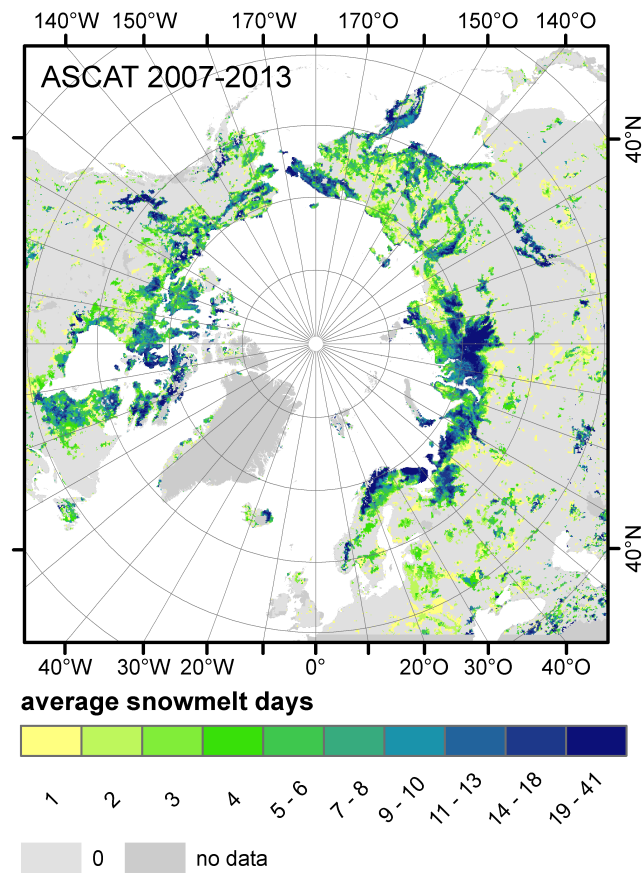 140°W 150°W 170°W 170°O 150°O 140°O
ASCAT 2007-2013
40°N
40°N
40°W 30°W 20°W 0° 20°O 30°O 40°O
average snowmelt days
1 2 3 4 5 - 6 7 - 8 9 - 10 11 - 13 14 - 18 19 - 41
0 no data